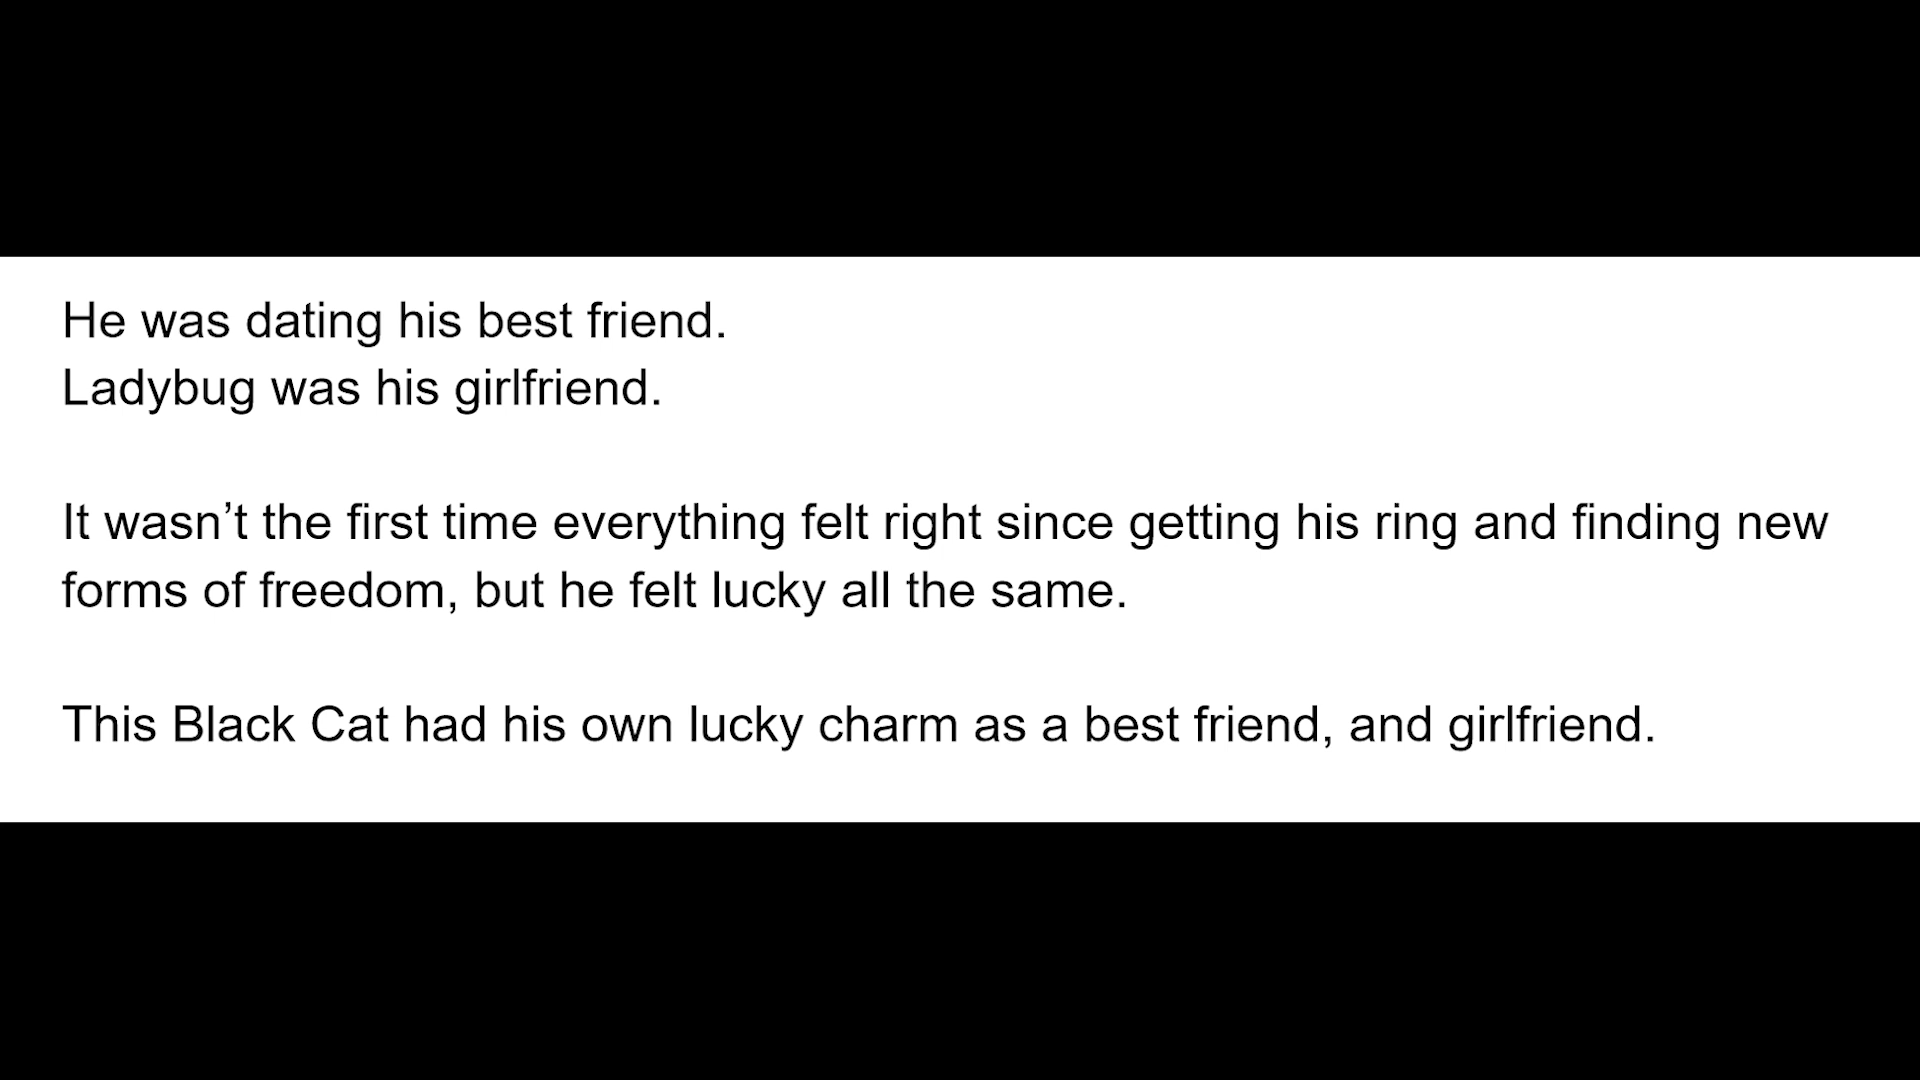 He was dating his best friend.
Ladybug was his girlfriend.
It wasn’t the first time everything felt right since getting his ring and finding new
forms of freedom, but he felt lucky all the same.
This Black Cat had his own lucky charm as a best friend, and girlfriend.